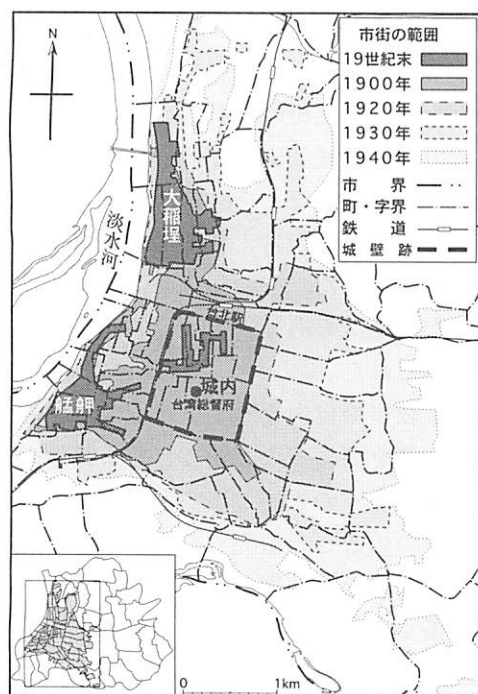 N
市街の範囲
19世紀末
1900年
1920年
1930年
1940年
市界
町・字界
鉄道
城壁跡
大稲埕
淡水河
台北駅
艋舺
城内
台湾総督府
0 1km